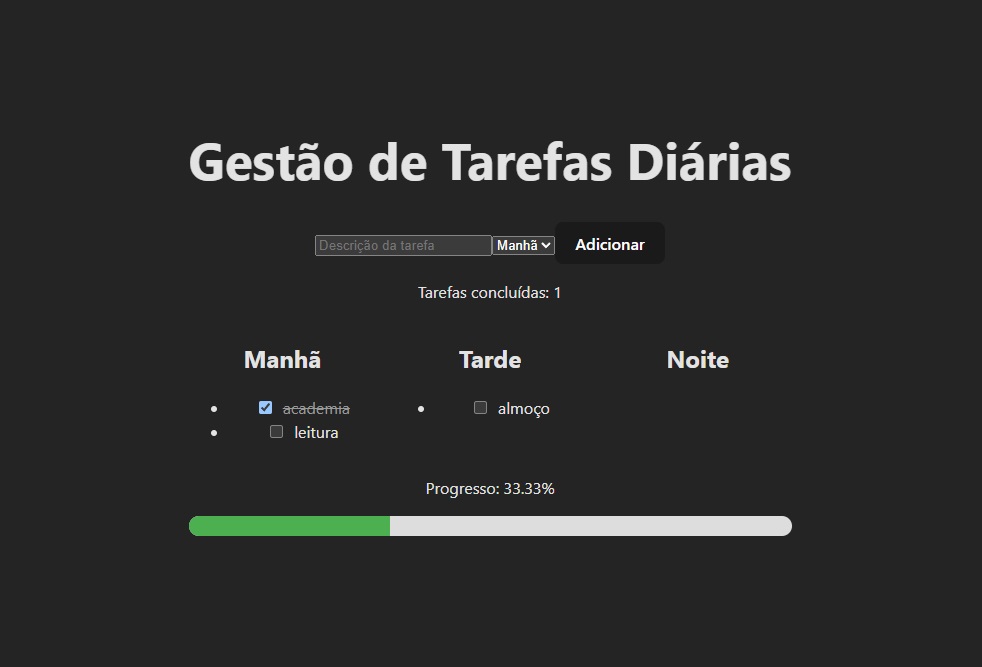 Gestão de Tarefas Diárias
Descrição da tarefa Manhã Adicionar
Tarefas concluídas: 1
Manhã Tarde Noite
academia almoço
leitura
Progresso: 33.33%